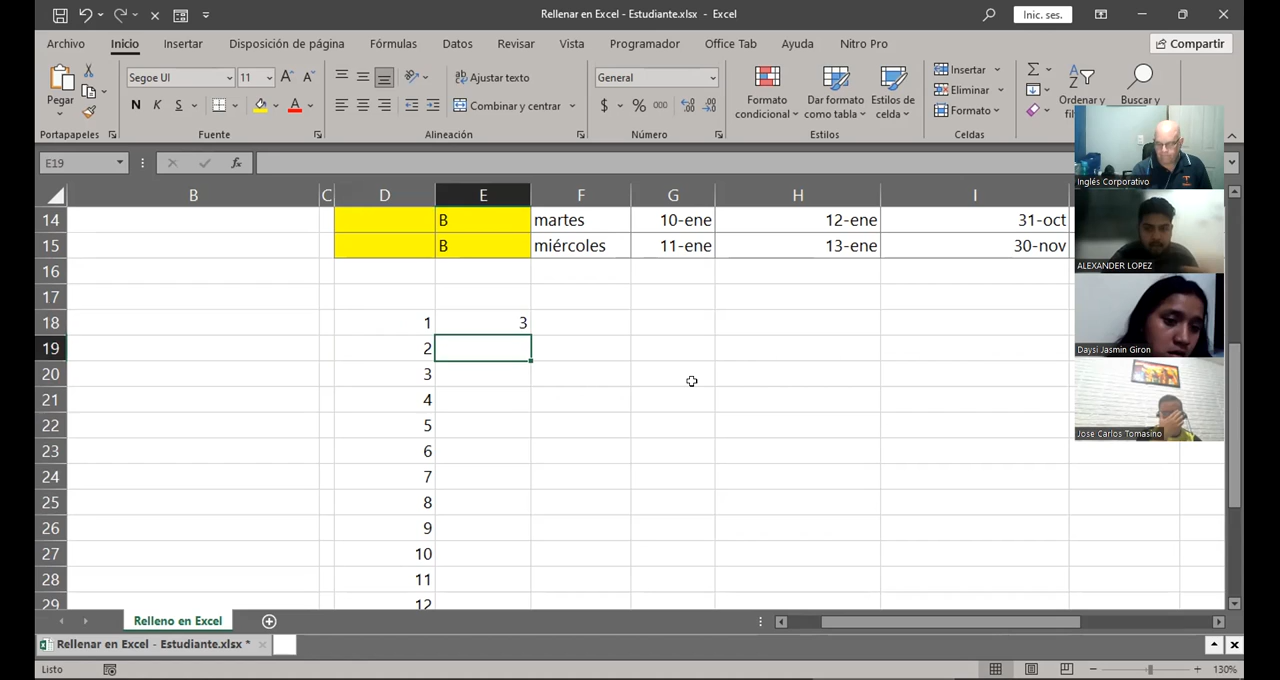 Rellenar en Excel - Estudiante.xlsx - Excel
Inic. ses.
Archivo Inicio Insertar Disposición de página Fórmulas Datos Revisar Vista Programador Office Tab Ayuda Nitro Pro
Compartir
Pegar
Segoe UI 11
N K S
Ajustar texto
Combinar y centrar
General
$ % 000
Formato condicional
Dar formato como tabla
Estilos de celda
Insertar
Eliminar
Formato
Ordenar y
Buscar y
Portapapeles Fuente Alineación Número Estilos Celdas
E19 fx
B C D E F G H I
14 B martes 10-ene 12-ene 31-oct
15 B miércoles 11-ene 13-ene 30-nov
16
17
18 1 3
19 2
20 3
21 4
22 5
23 6
24 7
25 8
26 9
27 10
28 11
29 12
Inglés Corporativo
ALEXANDER LOPEZ
Daysi Jasmin Giron
Jose Carlos Tomasino
Relleno en Excel
Rellenar en Excel - Estudiante.xlsx *
Listo
130%